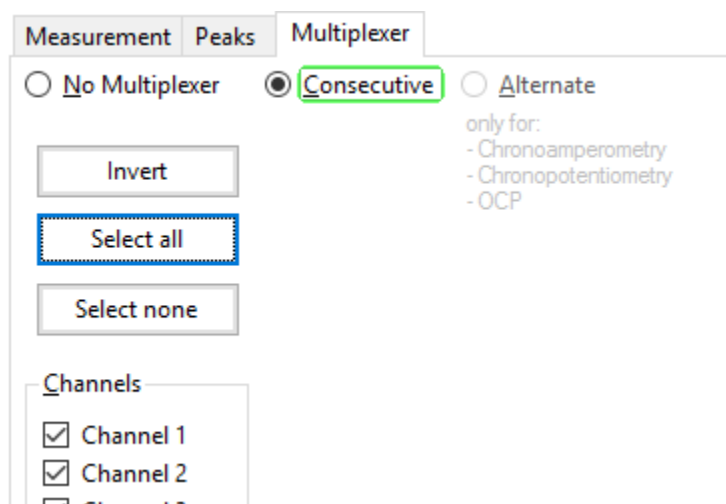 Measurement Peaks Multiplexer
No Multiplexer Consecutive Alternate
only for:
- Chronoamperometry
- Chronopotentiometry
- OCP
Invert
Select all
Select none
Channels
Channel 1
Channel 2